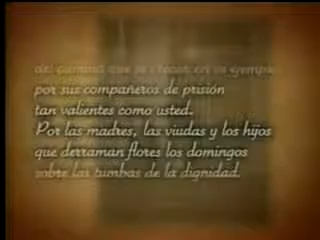 por sus compañeros de prisión
tan valientes como usted.
Por las madres, las viudas y los hijos
que derraman flores los domingos
sobre las tumbas de la dignidad.